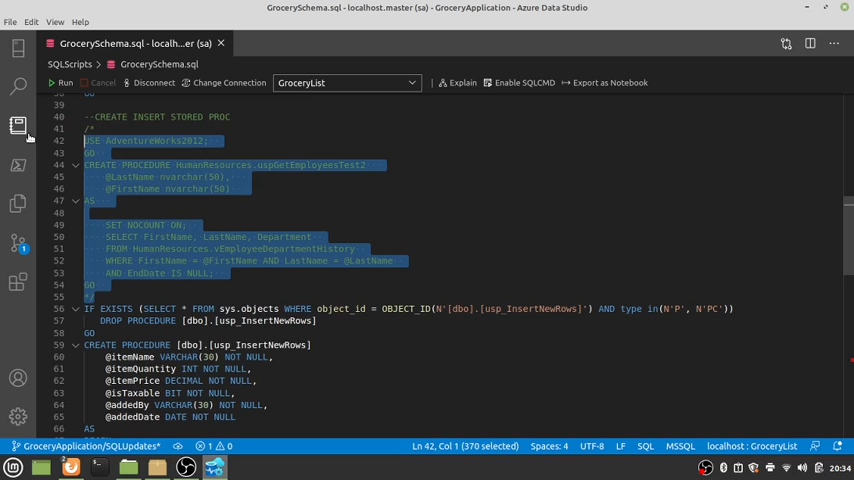 GrocerySchema.sql - localhost.master (sa) - GroceryApplication - Azure Data Studio
File Edit View Help
GrocerySchema.sql - localh...er (sa)
SQLScripts > GrocerySchema.sql
Run Cancel Disconnect Change Connection GroceryList Explain Enable SQLCMD Export as Notebook
38 GO
39
40 --CREATE INSERT STORED PROC
41 /*
42 USE AdventureWorks2012;
43 GO
44 CREATE PROCEDURE HumanResources.uspGetEmployeesTest2
45 @LastName nvarchar(50),
46 @FirstName nvarchar(50)
47 AS
48
49 SET NOCOUNT ON;
50 SELECT FirstName, LastName, Department
51 FROM HumanResources.vEmployeeDepartmentHistory
52 WHERE FirstName = @FirstName AND LastName = @LastName
53 AND EndDate IS NULL;
54 GO
55 */
56 IF EXISTS (SELECT * FROM sys.objects WHERE object_id = OBJECT_ID(N'[dbo].[usp_InsertNewRows]') AND type in(N'P', N'PC'))
57 DROP PROCEDURE [dbo].[usp_InsertNewRows]
58 GO
59 CREATE PROCEDURE [dbo].[usp_InsertNewRows]
60 @itemName VARCHAR(30) NOT NULL,
61 @itemQuantity INT NOT NULL,
62 @itemPrice DECIMAL NOT NULL,
63 @isTaxable BIT NOT NULL,
64 @addedBy VARCHAR(30) NOT NULL,
65 @addedDate DATE NOT NULL
66 AS
1
GroceryApplication/SQLUpdates* 1 0 Ln 42, Col 1 (370 selected) Spaces: 4 UTF-8 LF SQL MSSQL localhost : GroceryList
2 20:34